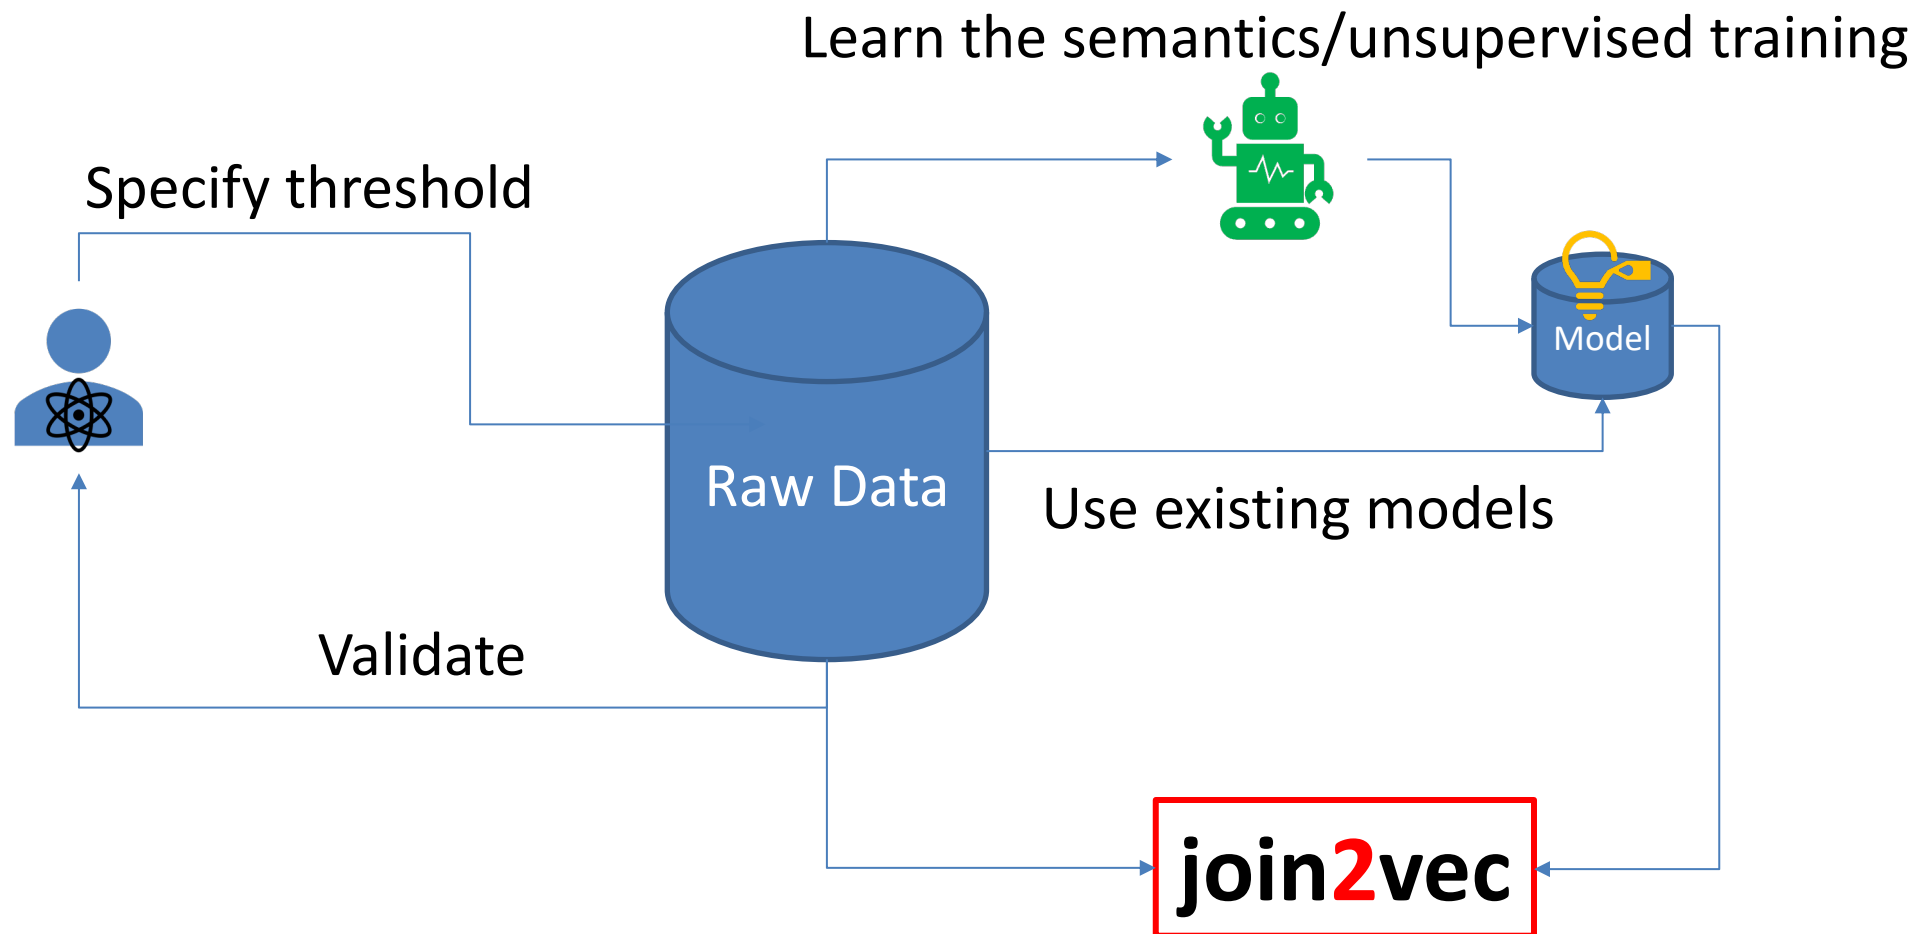 Learn the semantics/unsupervised training
Specify threshold
Model
Raw Data
Use existing models
Validate
join2vec